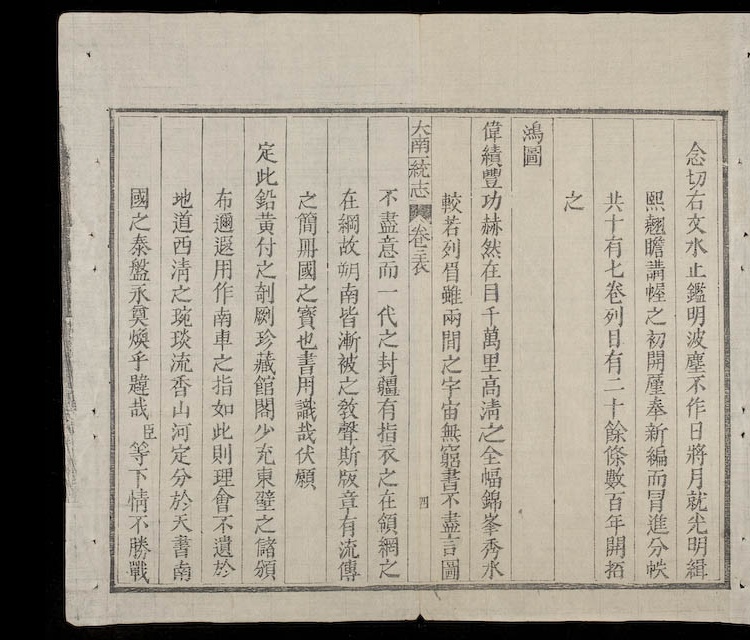 念切右文水止鑑明波塵不作日將月就光明緝
熙翹瞻講幄之初開厪奉新編而冒進分帙
共十有七卷列目有二十餘條數百年開拓
之
鴻圖
偉績豐功赫然在目千萬里高淸之全幅錦峯秀水
較若列眉雖兩間之字宙無窮書不盡言圖
大南一統志 卷之表 四
不盡意而一代之封疆有指衣之在領綱之
在綱故朔南皆漸被之敎聲斯版章有流傳
之簡冊國之寶也書用識哉伏願
定此鉛黃付之剞劂珍藏館閣少充東壁之儲頒
布邇遐用作南車之指如此則理會不遺於
地道西淸之琬琰流香山河定分於天書南
國之泰盤永奠煥乎韙哉臣等下情不勝戰